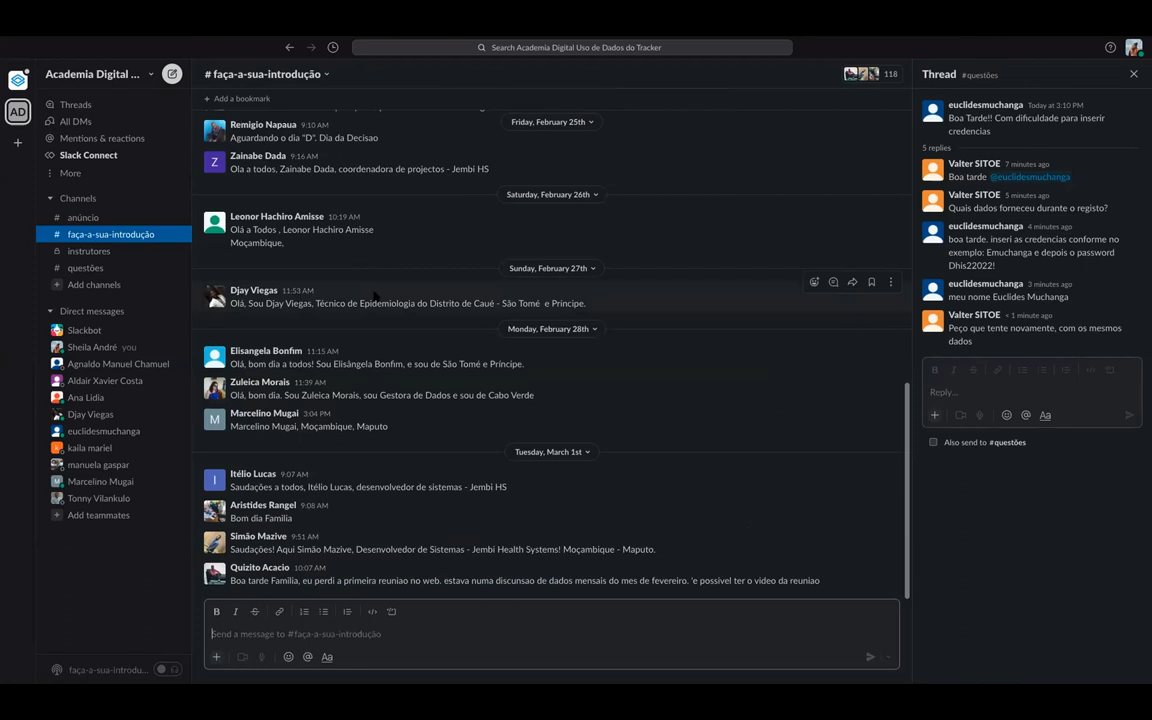 Search Academia Digital Uso de Dados do Tracker
Academia Digital ...
AD
Threads
All DMs
Mentions & reactions
Slack Connect
More
Channels
# anúncio
# faça-a-sua-introdução
instrutores
# questões
Add channels
Direct messages
Slackbot
Sheila André you
Agnaldo Manuel Chamuel
Aldair Xavier Costa
Ana Lidia
Djay Viegas
euclidesmuchanga
kaila mariel
manuela gaspar
Marcelino Mugai
Tonny Vilankulo
Add teammates
faça-a-sua-introdu...
# faça-a-sua-introdução
118
Add a bookmark
Friday, February 25th
Remigio Napaua 9:10 AM
Aguardando o dia "D". Dia da Decisao
Z
Zainabe Dada 9:16 AM
Ola a todos, Zainabe Dada, coordenadora de projectos - Jembi HS
Saturday, February 26th
Leonor Hachiro Amisse 10:19 AM
Olá a Todos , Leonor Hachiro Amisse
Moçambique,
Sunday, February 27th
Djay Viegas 11:53 AM
Olá, Sou Djay Viegas, Técnico de Epidemiologia do Distrito de Caué - São Tomé e Príncipe.
Monday, February 28th
Elisangela Bonfim 11:15 AM
Olá, bom dia a todos! Sou Elisângela Bonfim, e sou de São Tomé e Príncipe.
Zuleica Morais 11:39 AM
Olá, bom dia. Sou Zuleica Morais, sou Gestora de Dados e sou de Cabo Verde
M
Marcelino Mugai 3:04 PM
Marcelino Mugai, Moçambique, Maputo
Tuesday, March 1st
I
Itélio Lucas 9:07 AM
Saudações a todos, Itélio Lucas, desenvolvedor de sistemas - Jembi HS
Aristides Rangel 9:08 AM
Bom dia Familia
Simão Mazive 9:51 AM
Saudações! Aqui Simão Mazive, Desenvolvedor de Sistemas - Jembi Health Systems! Moçambique - Maputo.
Quizito Acacio 10:07 AM
Boa tarde Familia, eu perdi a primeira reuniao no web. estava numa discunsao de dados mensais do mes de fevereiro. 'e possivel ter o video da reuniao
B I S
Send a message to #faça-a-sua-introdução
Aa
Thread #questões
euclidesmuchanga Today at 3:10 PM
Boa Tarde!! Com dificuldade para inserir
credencias
5 replies
Valter SITOE 7 minutes ago
Boa tarde @euclidesmuchanga
Valter SITOE 5 minutes ago
Quais dados forneceu durante o registo?
euclidesmuchanga 4 minutes ago
boa tarde. inseri as credencias conforme no
exemplo: Emuchanga e depois o password
Dhis22022!
euclidesmuchanga 3 minutes ago
meu nome Euclides Muchanga
Valter SITOE < 1 minute ago
Peço que tente novamente, com os mesmos
dados
B I S
Reply...
Aa
Also send to #questões